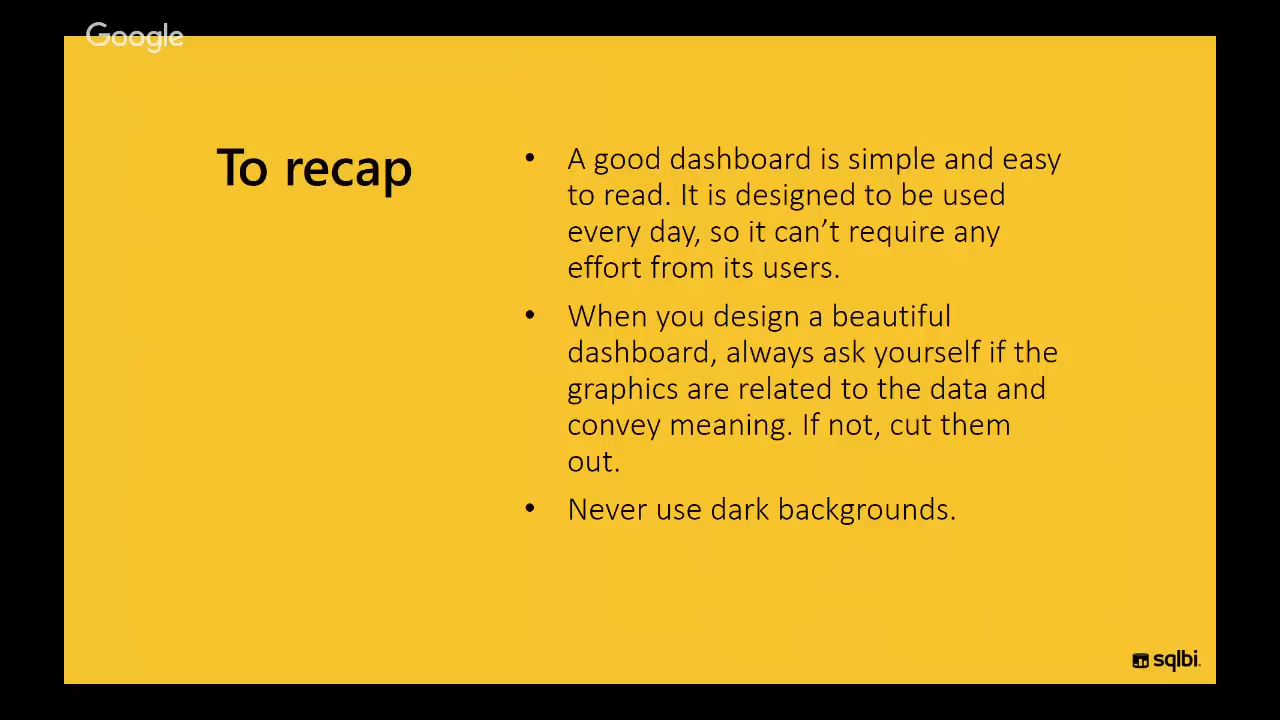 Google
To recap
• A good dashboard is simple and easy
to read. It is designed to be used
every day, so it can’t require any
effort from its users.
• When you design a beautiful
dashboard, always ask yourself if the
graphics are related to the data and
convey meaning. If not, cut them
out.
• Never use dark backgrounds.
sqlbi